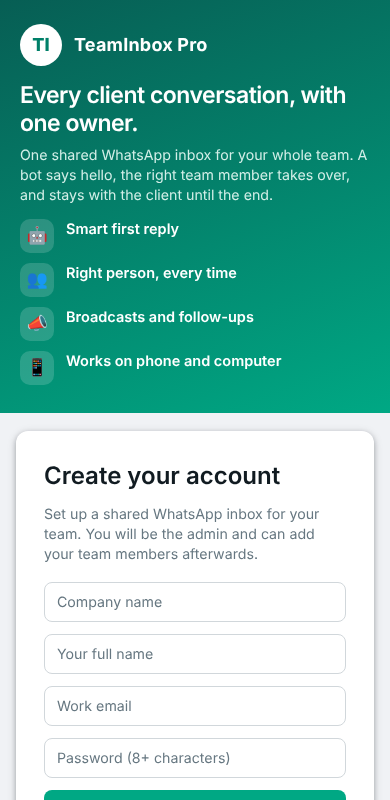 TI
TeamInbox Pro
Every client conversation, with
one owner.
One shared WhatsApp inbox for your whole team. A
bot says hello, the right team member takes over,
and stays with the client until the end.
Smart first reply
Right person, every time
Broadcasts and follow-ups
Works on phone and computer
Create your account
Set up a shared WhatsApp inbox for your
team. You will be the admin and can add
your team members afterwards.
Company name
Your full name
Work email
Password (8+ characters)